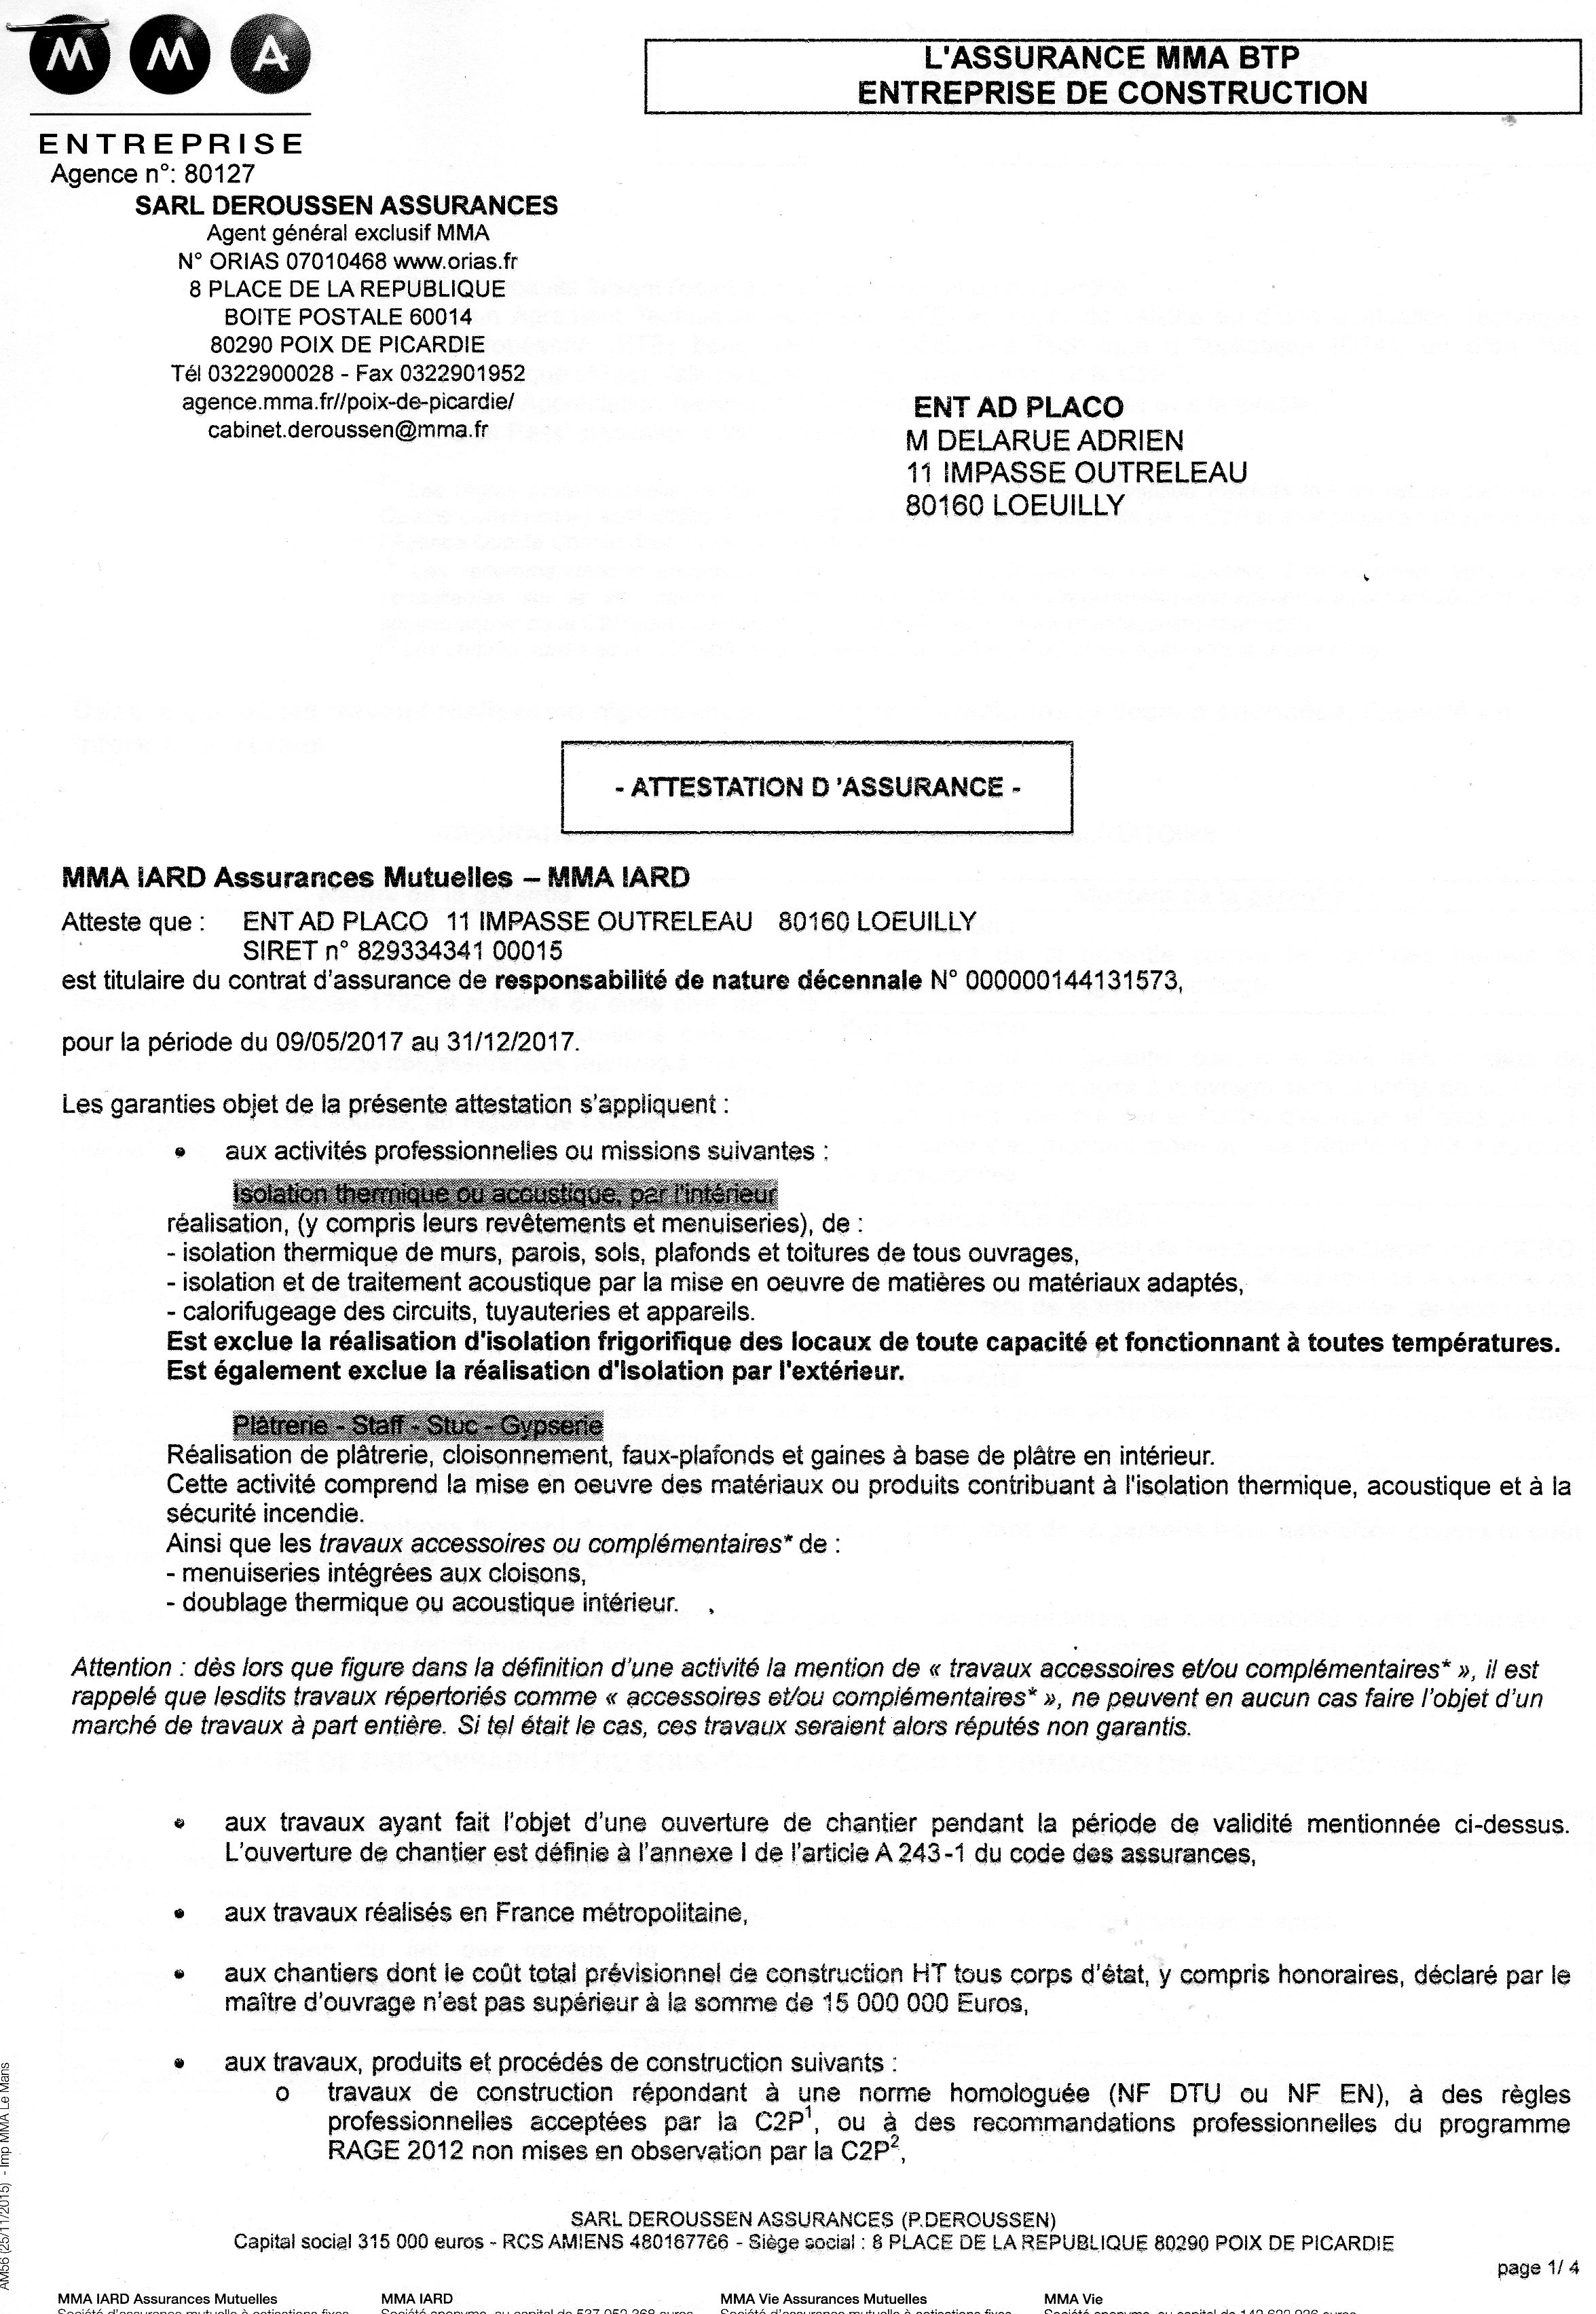 M M A
ENTREPRISE
L'ASSURANCE MMA BTP
ENTREPRISE DE CONSTRUCTION
Agence n°: 80127
SARL DEROUSSEN ASSURANCES
Agent général exclusif MMA
N° ORIAS 07010468 www.orias.fr
8 PLACE DE LA REPUBLIQUE
BOITE POSTALE 60014
80290 POIX DE PICARDIE
Tél 0322900028 - Fax 0322901952
agence.mma.fr//poix-de-picardie/
cabinet.deroussen@mma.fr
ENT AD PLACO
M DELARUE ADRIEN
11 IMPASSE OUTRELEAU
80160 LOEUILLY
- ATTESTATION D 'ASSURANCE -
MMA IARD Assurances Mutuelles – MMA IARD
Atteste que : ENT AD PLACO 11 IMPASSE OUTRELEAU 80160 LOEUILLY
SIRET n° 829334341 00015
est titulaire du contrat d'assurance de responsabilité de nature décennale N° 000000144131573,
pour la période du 09/05/2017 au 31/12/2017.
Les garanties objet de la présente attestation s'appliquent :
• aux activités professionnelles ou missions suivantes :
Isolation thermique ou accustique, par l'intérieur
réalisation, (y compris leurs revêtements et menuiseries), de :
- isolation thermique de murs, parois, sols, plafonds et toitures de tous ouvrages,
- isolation et de traitement acoustique par la mise en oeuvre de matières ou matériaux adaptés,
- calorifugeage des circuits, tuyauteries et appareils.
Est exclue la réalisation d'isolation frigorifique des locaux de toute capacité et fonctionnant à toutes températures.
Est également exclue la réalisation d'Isolation par l'extérieur.
Plâtrerie - Staff - Stuc - Gypserie
Réalisation de plâtrerie, cloisonnement, faux-plafonds et gaines à base de plâtre en intérieur.
Cette activité comprend la mise en oeuvre des matériaux ou produits contribuant à l'isolation thermique, acoustique et à la
sécurité incendie.
Ainsi que les travaux accessoires ou complémentaires* de :
- menuiseries intégrées aux cloisons,
- doublage thermique ou acoustique intérieur.
Attention : dès lors que figure dans la définition d'une activité la mention de « travaux accessoires et/ou complémentaires* », il est
rappelé que lesdits travaux répertoriés comme « accessoires et/ou complémentaires* », ne peuvent en aucun cas faire l'objet d'un
marché de travaux à part entière. Si tel était le cas, ces travaux seraient alors réputés non garantis.
• aux travaux ayant fait l'objet d'une ouverture de chantier pendant la période de validité mentionnée ci-dessus.
L'ouverture de chantier est définie à l'annexe I de l'article A 243-1 du code des assurances,
• aux travaux réalisés en France métropolitaine,
• aux chantiers dont le coût total prévisionnel de construction HT tous corps d'état, y compris honoraires, déclaré par le
maître d'ouvrage n'est pas supérieur à la somme de 15 000 000 Euros,
• aux travaux, produits et procédés de construction suivants :
o travaux de construction répondant à une norme homologuée (NF DTU ou NF EN), à des règles
professionnelles acceptées par la C2P1, ou à des recommandations professionnelles du programme
RAGE 2012 non mises en observation par la C2P2,
SARL DEROUSSEN ASSURANCES (P.DEROUSSEN)
Capital social 315 000 euros - RCS AMIENS 480167766 - Siège social : 8 PLACE DE LA REPUBLIQUE 80290 POIX DE PICARDIE
page 1/ 4
AM56 (25/11/2015) - Imp MMA Le Mans
MMA IARD Assurances Mutuelles MMA IARD MMA Vie Assurances Mutuelles MMA Vie